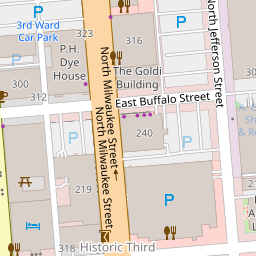 3rd Ward
Car Park
323
316
P.H.
Dye
House
The Goldi
Building
300
312
East Buffalo Street
North Jefferson Street
North Milwaukee Street
North Milwaukee Street
240
219
318
Historic Third
P
P
P
P